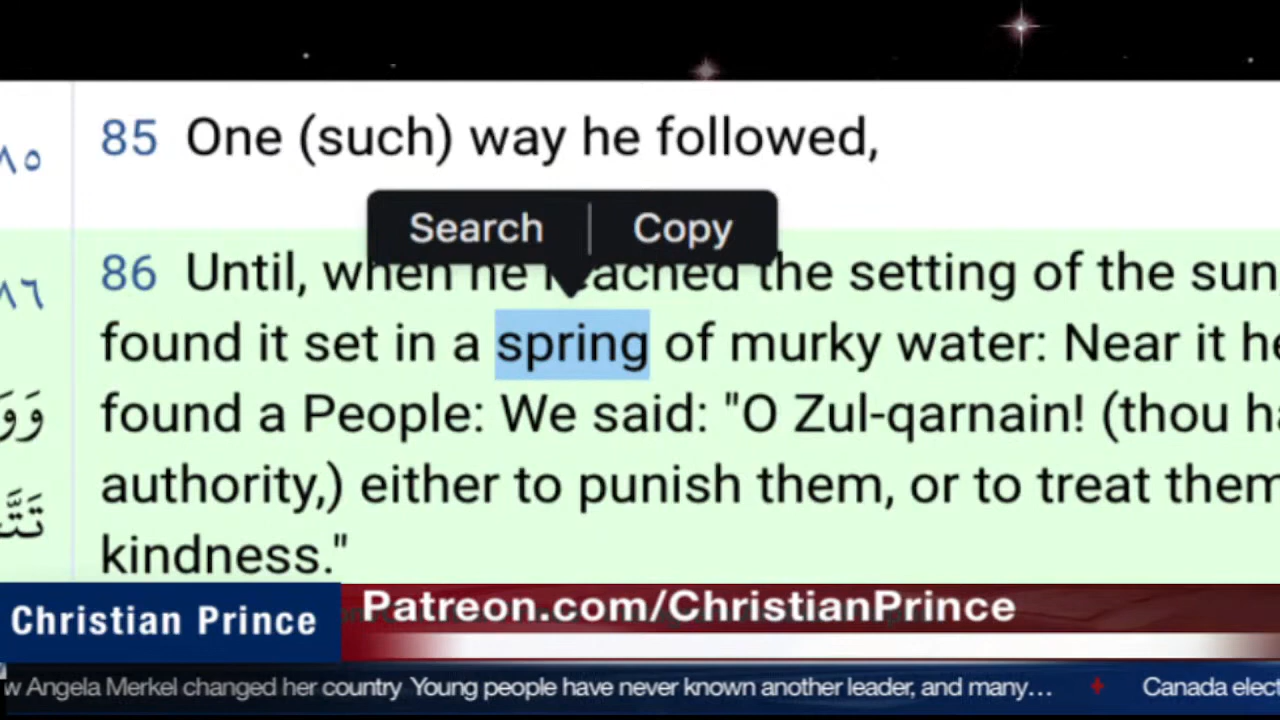 ٨٥
85 One (such) way he followed,
Search Copy
٨٦
86 Until, when he reached the setting of the sun
found it set in a spring of murky water: Near it he
found a People: We said: "O Zul-qarnain! (thou ha
authority,) either to punish them, or to treat them
kindness."
Christian Prince
Patreon.com/ChristianPrince
w Angela Merkel changed her country Young people have never known another leader, and many… Canada elect